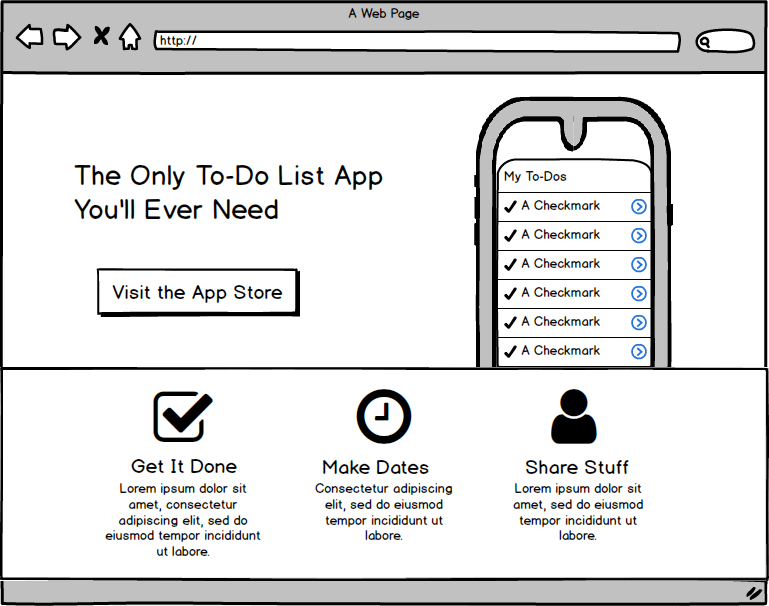 A Web Page
http://
The Only To-Do List App
You'll Ever Need
Visit the App Store
My To-Dos
A Checkmark
A Checkmark
A Checkmark
A Checkmark
A Checkmark
A Checkmark
Get It Done
Lorem ipsum dolor sit
amet, consectetur
adipiscing elit, sed do
eiusmod tempor incididunt
ut labore.
Make Dates
Consectetur adipiscing
elit, sed do eiusmod
tempor incididunt ut
labore.
Share Stuff
Lorem ipsum dolor sit
amet, sed do eiusmod
tempor incididunt ut
labore.